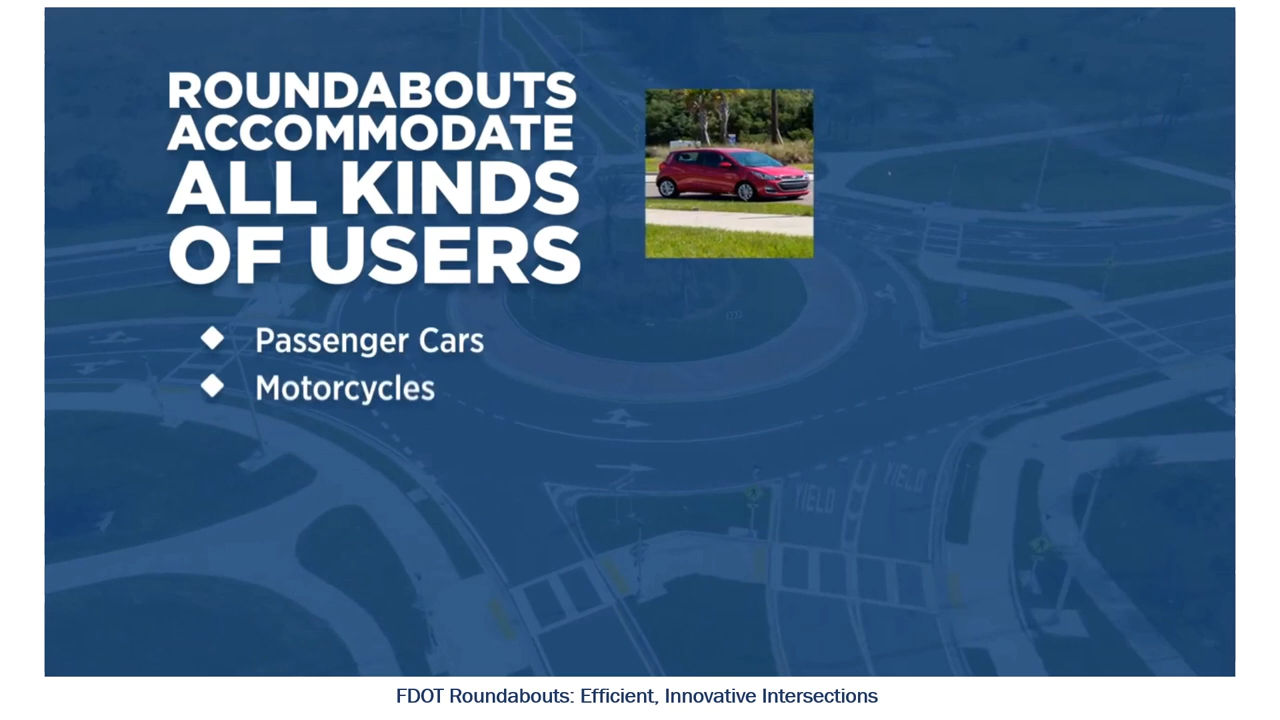 ROUNDABOUTS
ACCOMMODATE
ALL KINDS
OF USERS
◆ Passenger Cars
◆ Motorcycles
YIELD
YIELD
FDOT Roundabouts: Efficient, Innovative Intersections